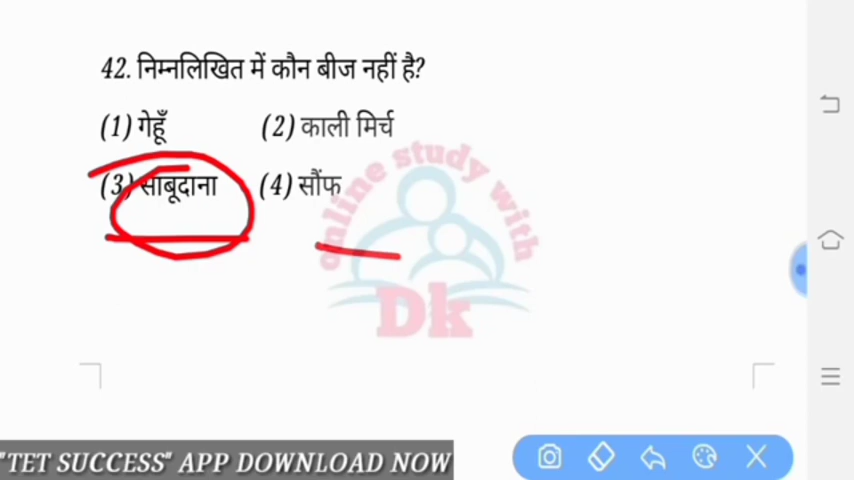 42. निम्नलिखित में कौन बीज नहीं है?
(1) गेहूँ (2) काली मिर्च
(3) साबूदाना (4) सौंफ
online study with
Dk
"TET SUCCESS" APP DOWNLOAD NOW